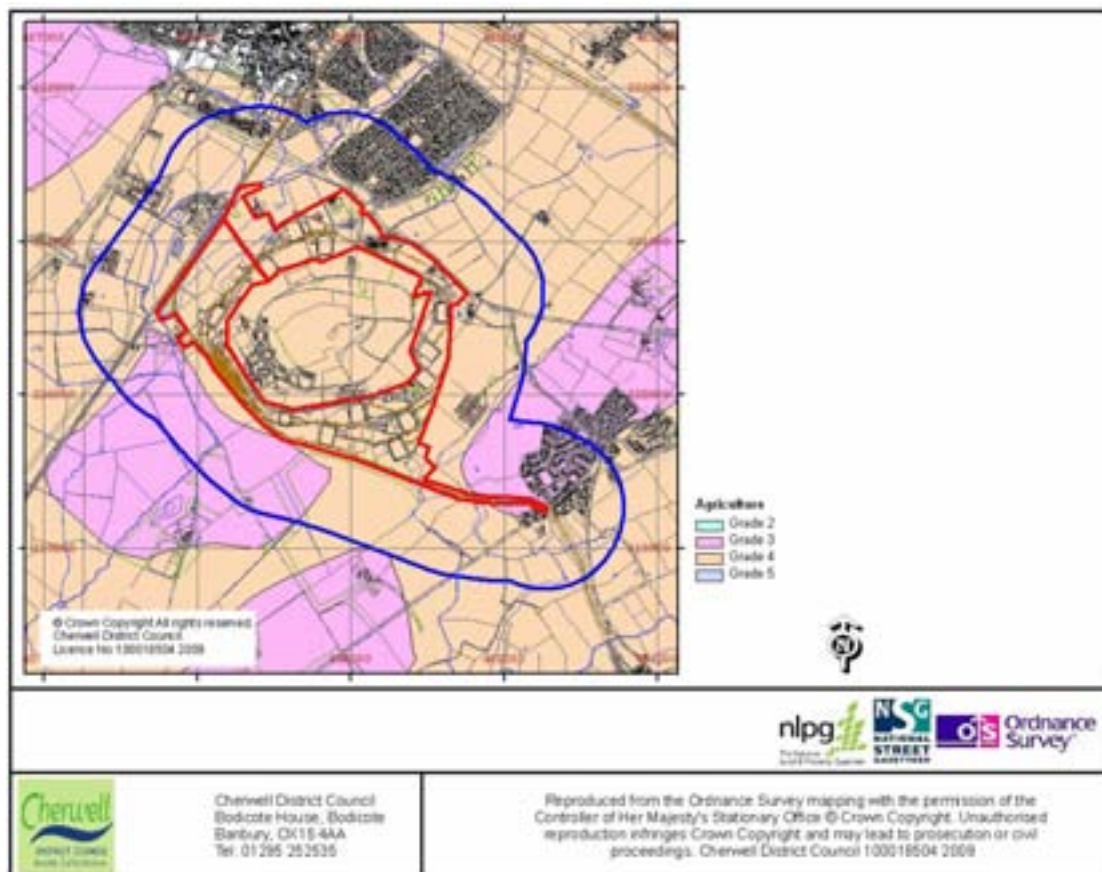 © Crown Copyright All rights reserved.
Cherwell District Council
Licence No 100018504 2009
Agriculture
Grade 2
Grade 3
Grade 4
Grade 5
N
nlpg
NSG
NATIONAL
STREET
GAZETTEER
OS
Ordnance
Survey
Cherwell
DISTRICT COUNCIL
Cherwell District Council
Bodicote House, Bodicote
Banbury, OX15 4AA
Tel: 01295 252535
Reproduced from the Ordnance Survey mapping with the permission of the
Controller of Her Majesty's Stationary Office © Crown Copyright. Unauthorised
reproduction infringes Crown Copyright and may lead to prosecution or civil
proceedings. Cherwell District Council 100018504 2009